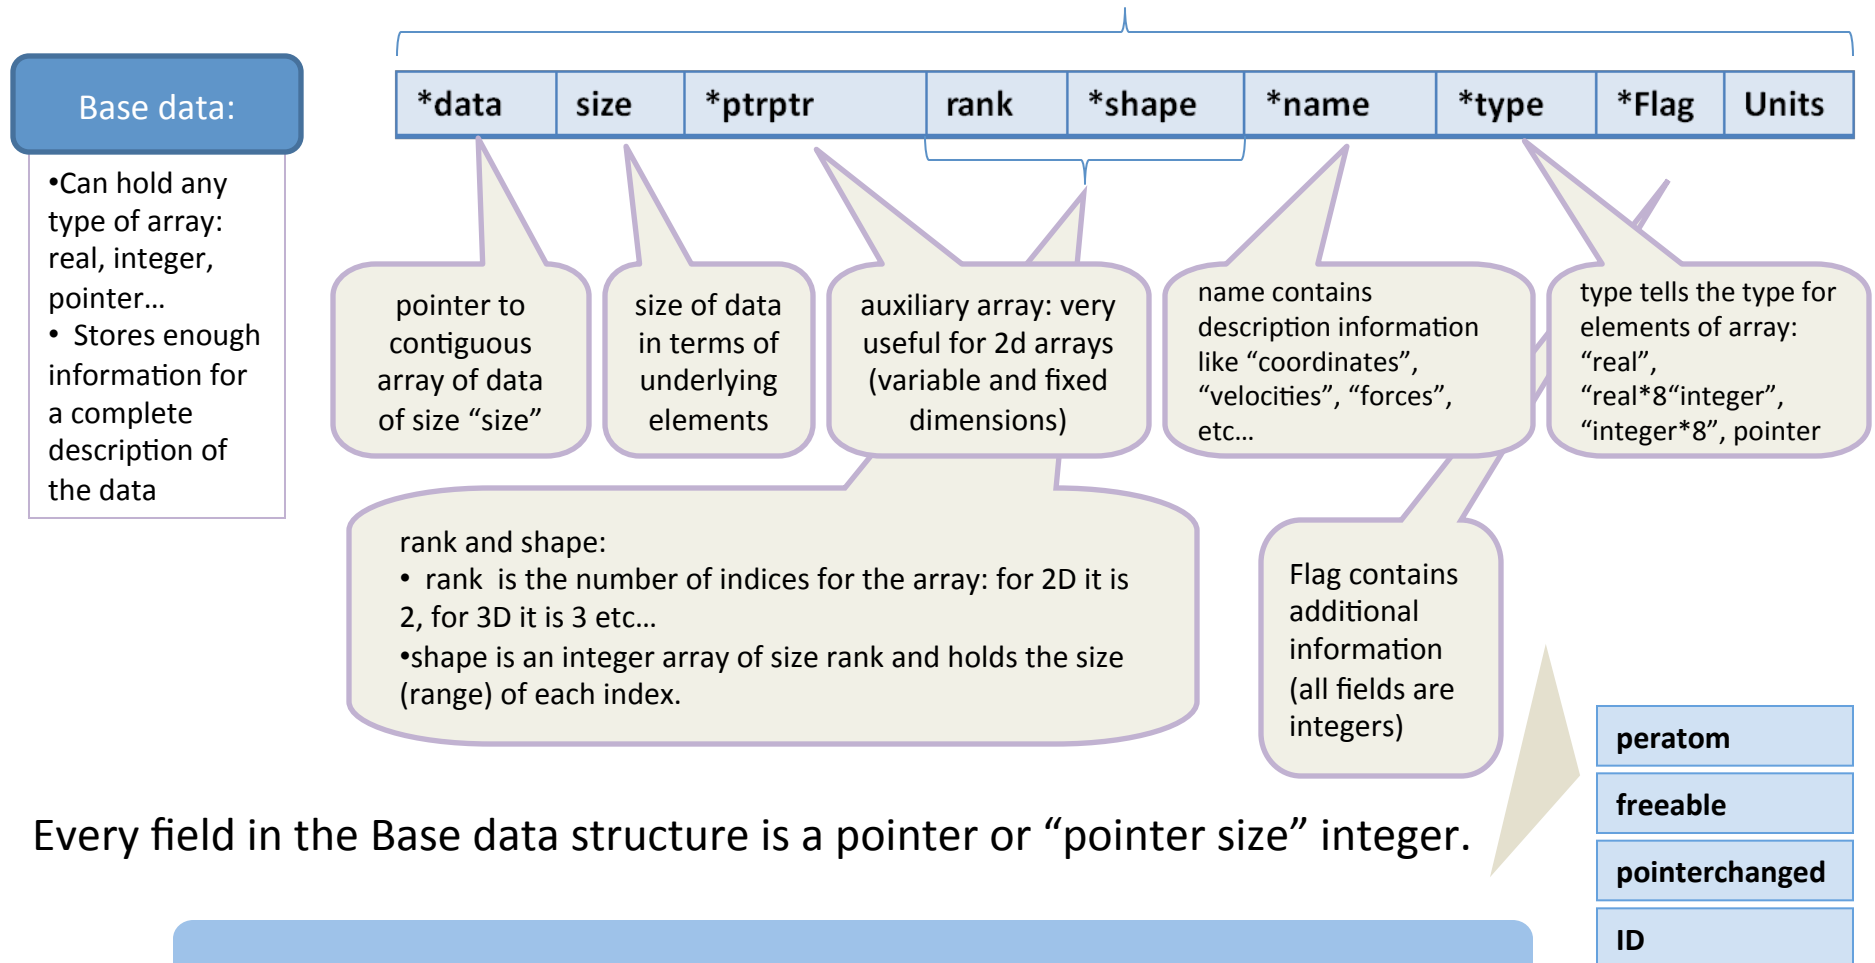 *data size *ptrptr rank *shape *name *type *Flag Units
Base data:
•Can hold any
type of array:
real, integer,
pointer…
• Stores enough
information for
a complete
description of
the data
pointer to
contiguous
array of data
of size “size”
size of data
in terms of
underlying
elements
auxiliary array: very
useful for 2d arrays
(variable and fixed
dimensions)
name contains
description information
like “coordinates”,
“velocities”, “forces”,
etc…
type tells the type for
elements of array:
“real”,
“real*8“integer”,
“integer*8”, pointer
rank and shape:
• rank is the number of indices for the array: for 2D it is
2, for 3D it is 3 etc…
•shape is an integer array of size rank and holds the size
(range) of each index.
Flag contains
additional
information
(all fields are
integers)
peratom
freeable
pointerchanged
ID
Every field in the Base data structure is a pointer or “pointer size” integer.